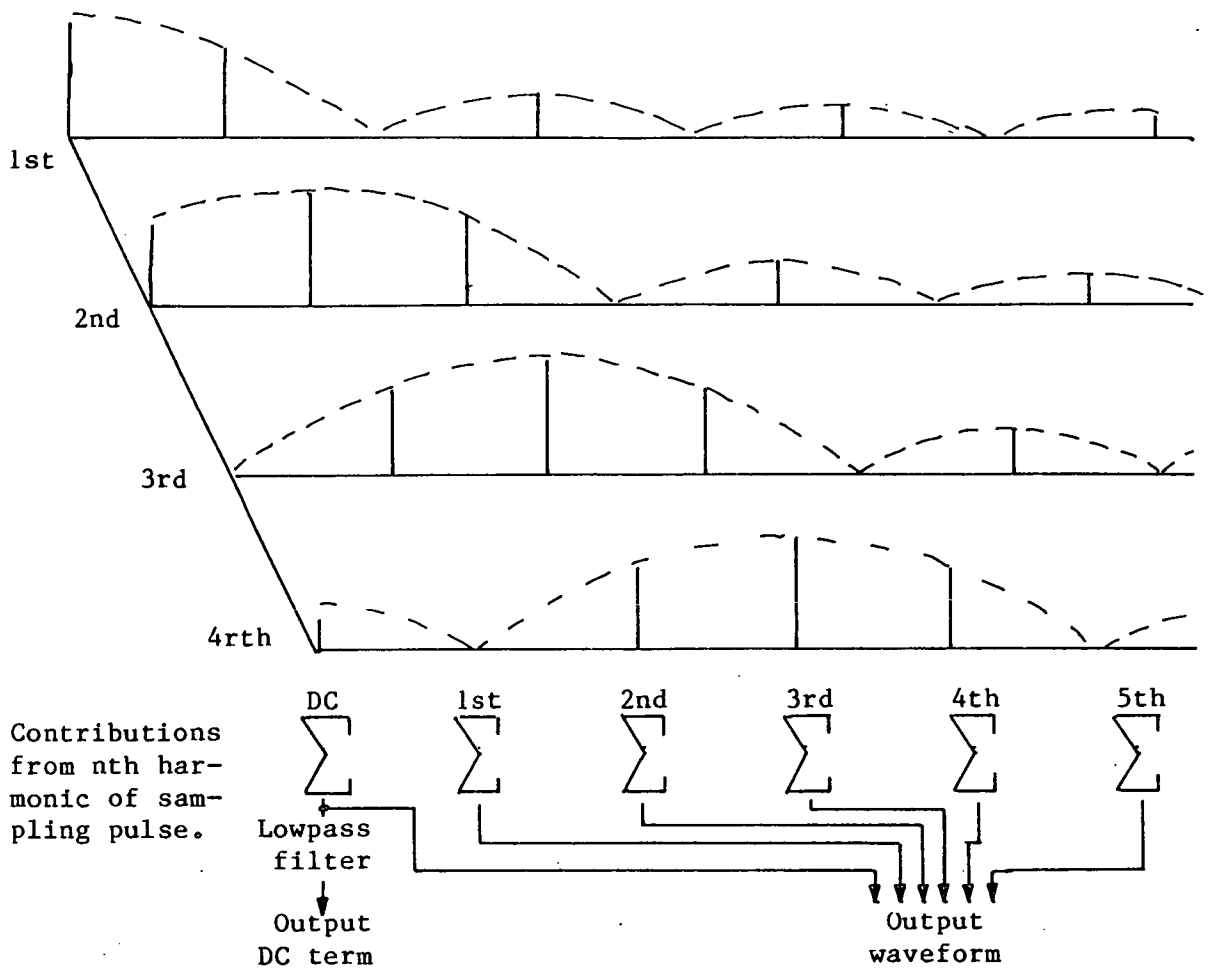 1st
2nd
3rd
4rth
DC 1st 2nd 3rd 4th 5th
Contributions
from nth har-
monic of sam-
pling pulse.
Lowpass
filter
Output
DC term
Output
waveform